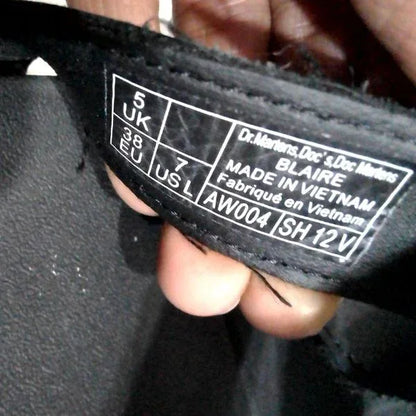 5
UK
38
EU
7
US L
Dr.Martens, Doc's, Doc Martens
BLAIRE
MADE IN VIETNAM
Fabriqué en Vietnam
AW004
SH 12 V